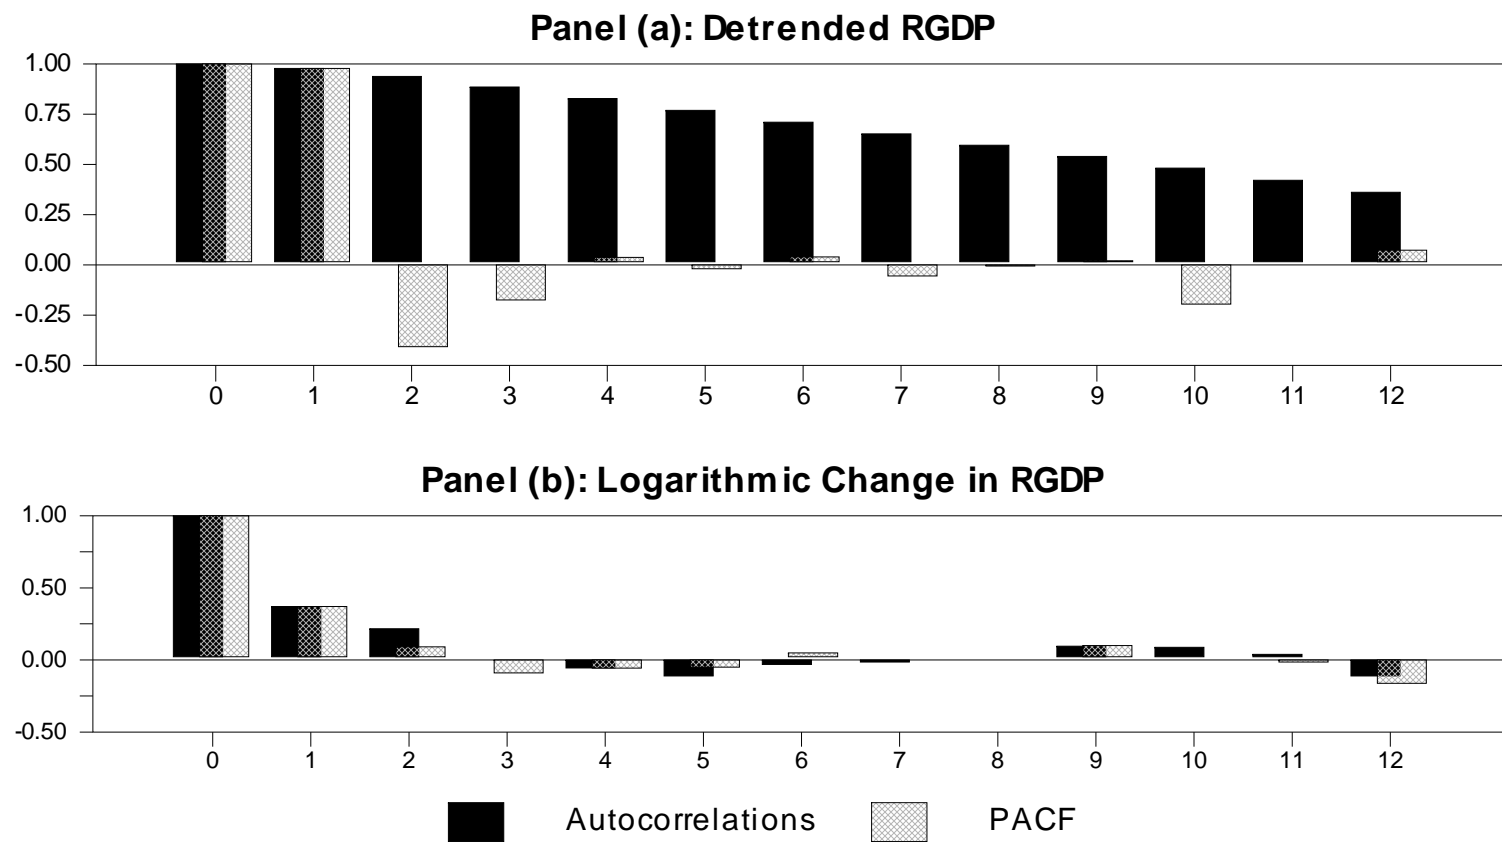 Panel (a): Detrended RGDP
1.00
0.75
0.50
0.25
0.00
-0.25
-0.50
0 1 2 3 4 5 6 7 8 9 10 11 12
Panel (b): Logarithmic Change in RGDP
1.00
0.50
0.00
-0.50
0 1 2 3 4 5 6 7 8 9 10 11 12
Autocorrelations PACF